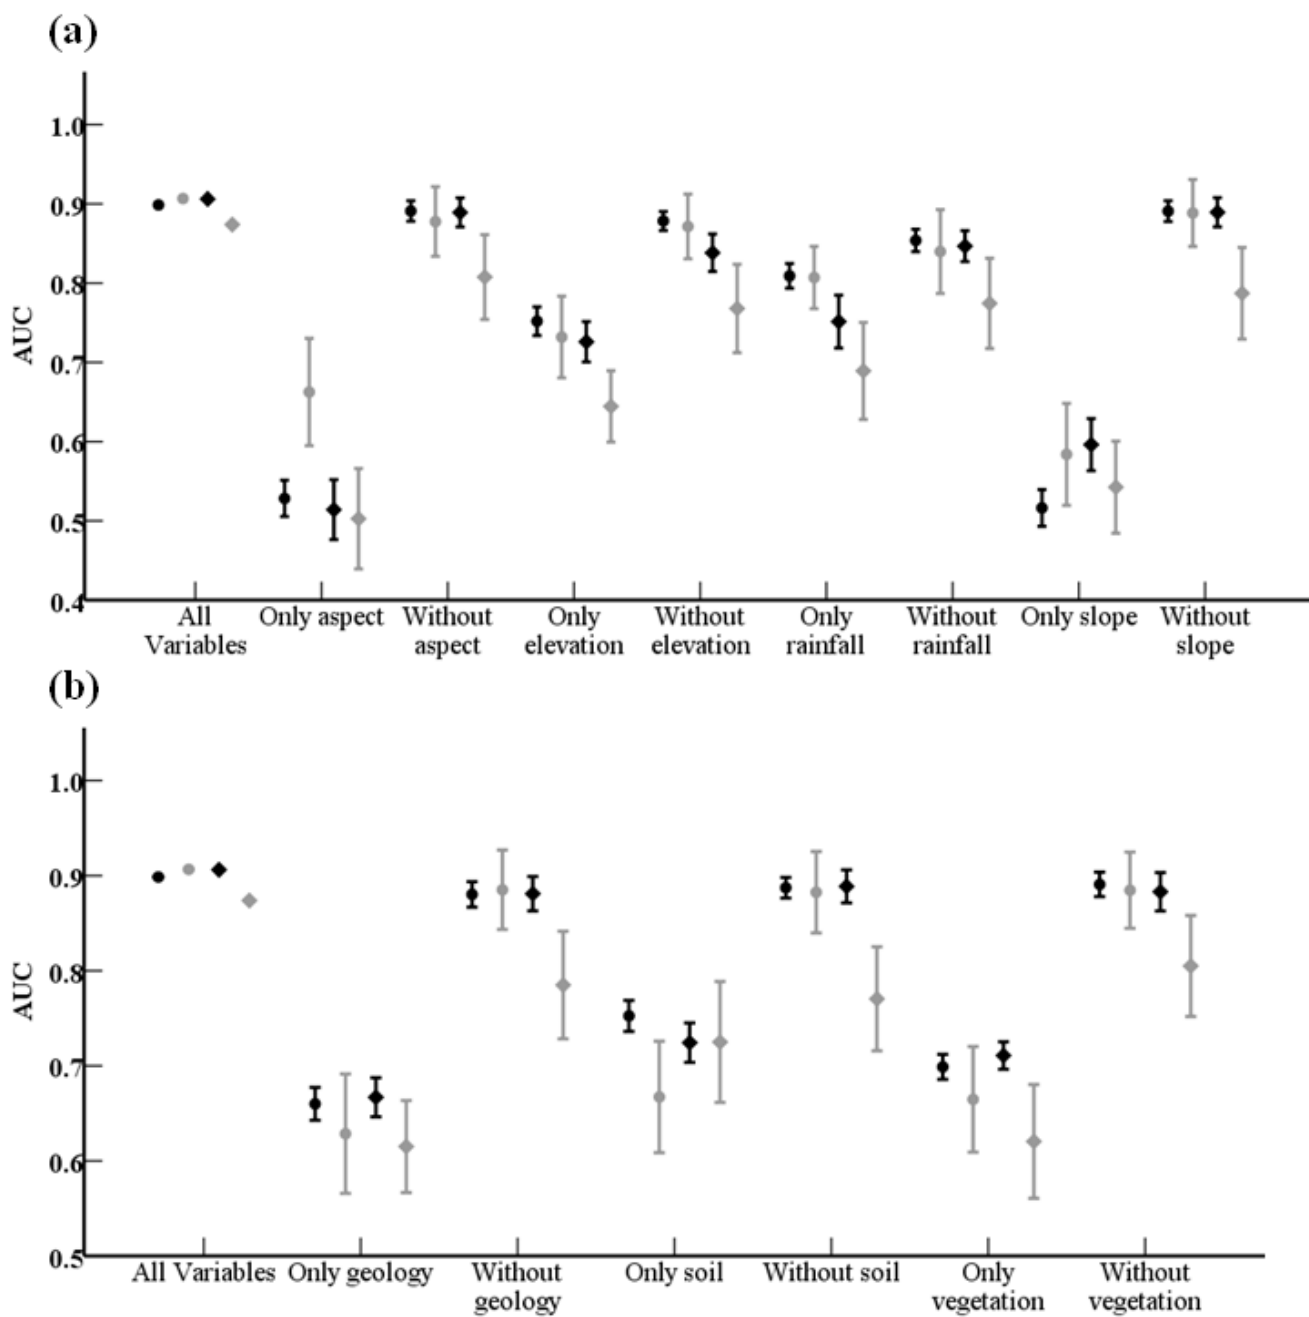 (a)
1.0
0.9
0.8
0.7
0.6
0.5
0.4
AUC
All Variables
Only aspect
Without aspect
Only elevation
Without elevation
Only rainfall
Without rainfall
Only slope
Without slope
(b)
1.0
0.9
0.8
0.7
0.6
0.5
AUC
All Variables
Only geology
Without geology
Only soil
Without soil
Only vegetation
Without vegetation